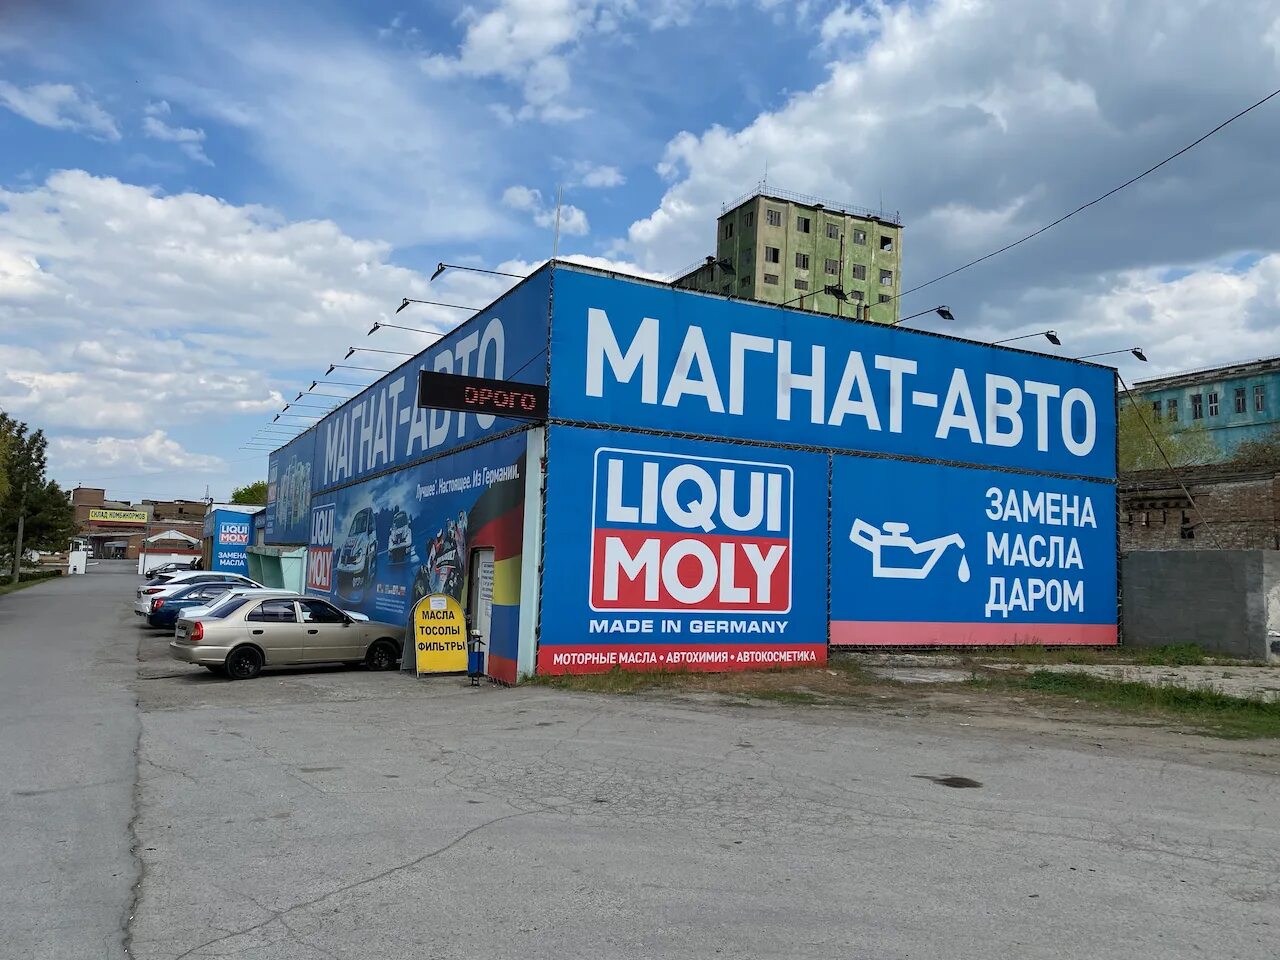 МАГНАТ-АВТО
МАГНАТ-АВТО
ОРОГО
Лучшее. Настоящее. Из Германии.
LIQUI
MOLY
MADE IN GERMANY
МОТОРНЫЕ МАСЛА • АВТОХИМИЯ • АВТОКОСМЕТИКА
ЗАМЕНА
МАСЛА
ДАРОМ
LIQUI
MOLY
LIQUI
MOLY
ЗАМЕНА
МАСЛА
СКЛАД КОМБИКОРМОВ
МАСЛА
ТОСОЛЫ
ФИЛЬТРЫ